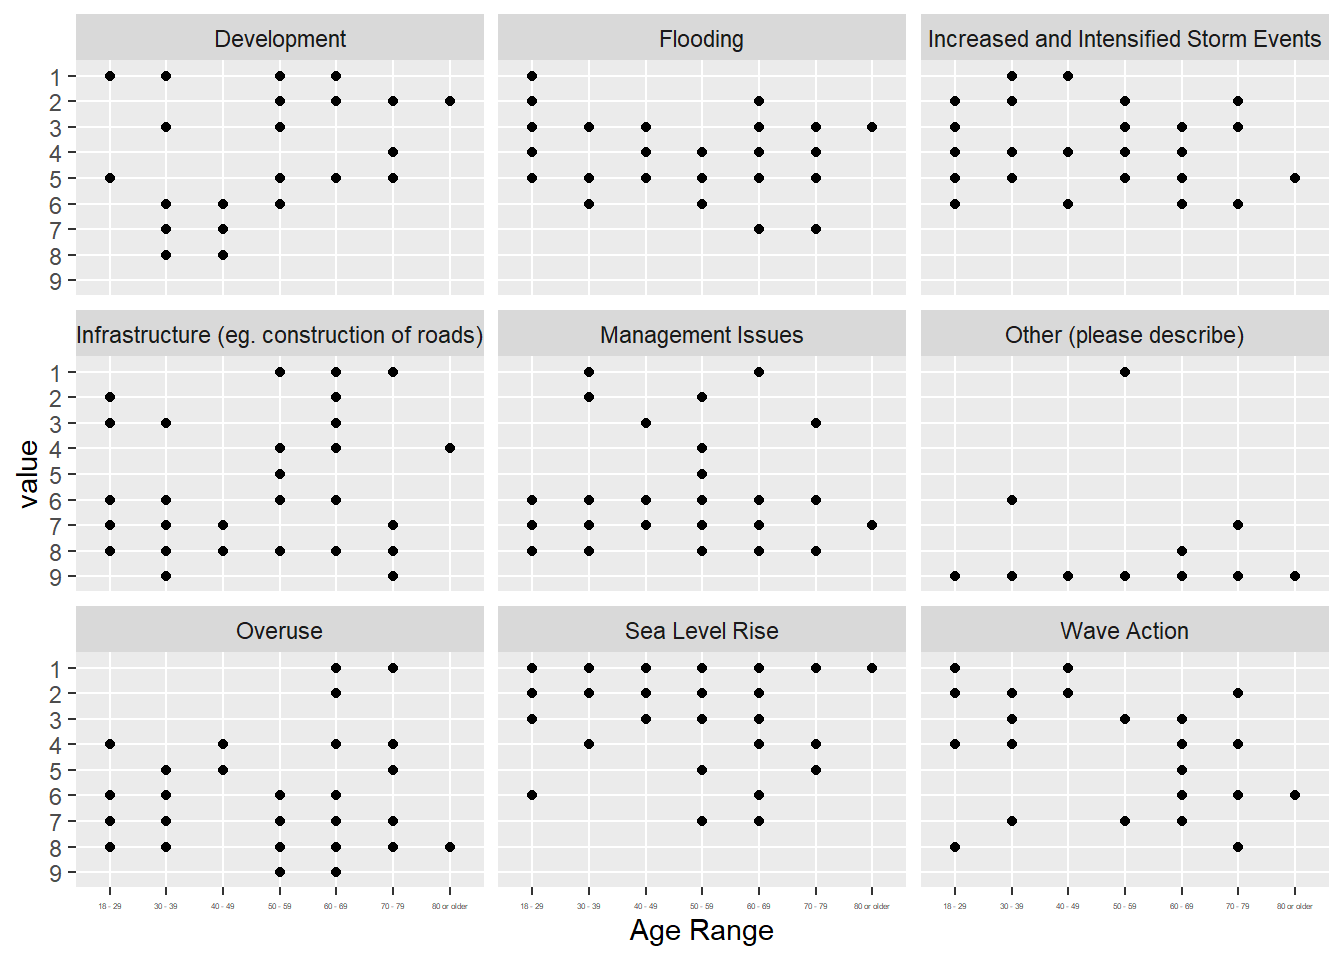 Development
Flooding
Increased and Intensified Storm Events
1
2
3
4
5
6
7
8
9
Infrastructure (eg. construction of roads)
Management Issues
Other (please describe)
value
1
2
3
4
5
6
7
8
9
Overuse
Sea Level Rise
Wave Action
1
2
3
4
5
6
7
8
9
18 - 29 30 - 39 40 - 49 50 - 59 60 - 69 70 - 79 80 or older
18 - 29 30 - 39 40 - 49 50 - 59 60 - 69 70 - 79 80 or older
18 - 29 30 - 39 40 - 49 50 - 59 60 - 69 70 - 79 80 or older
Age Range